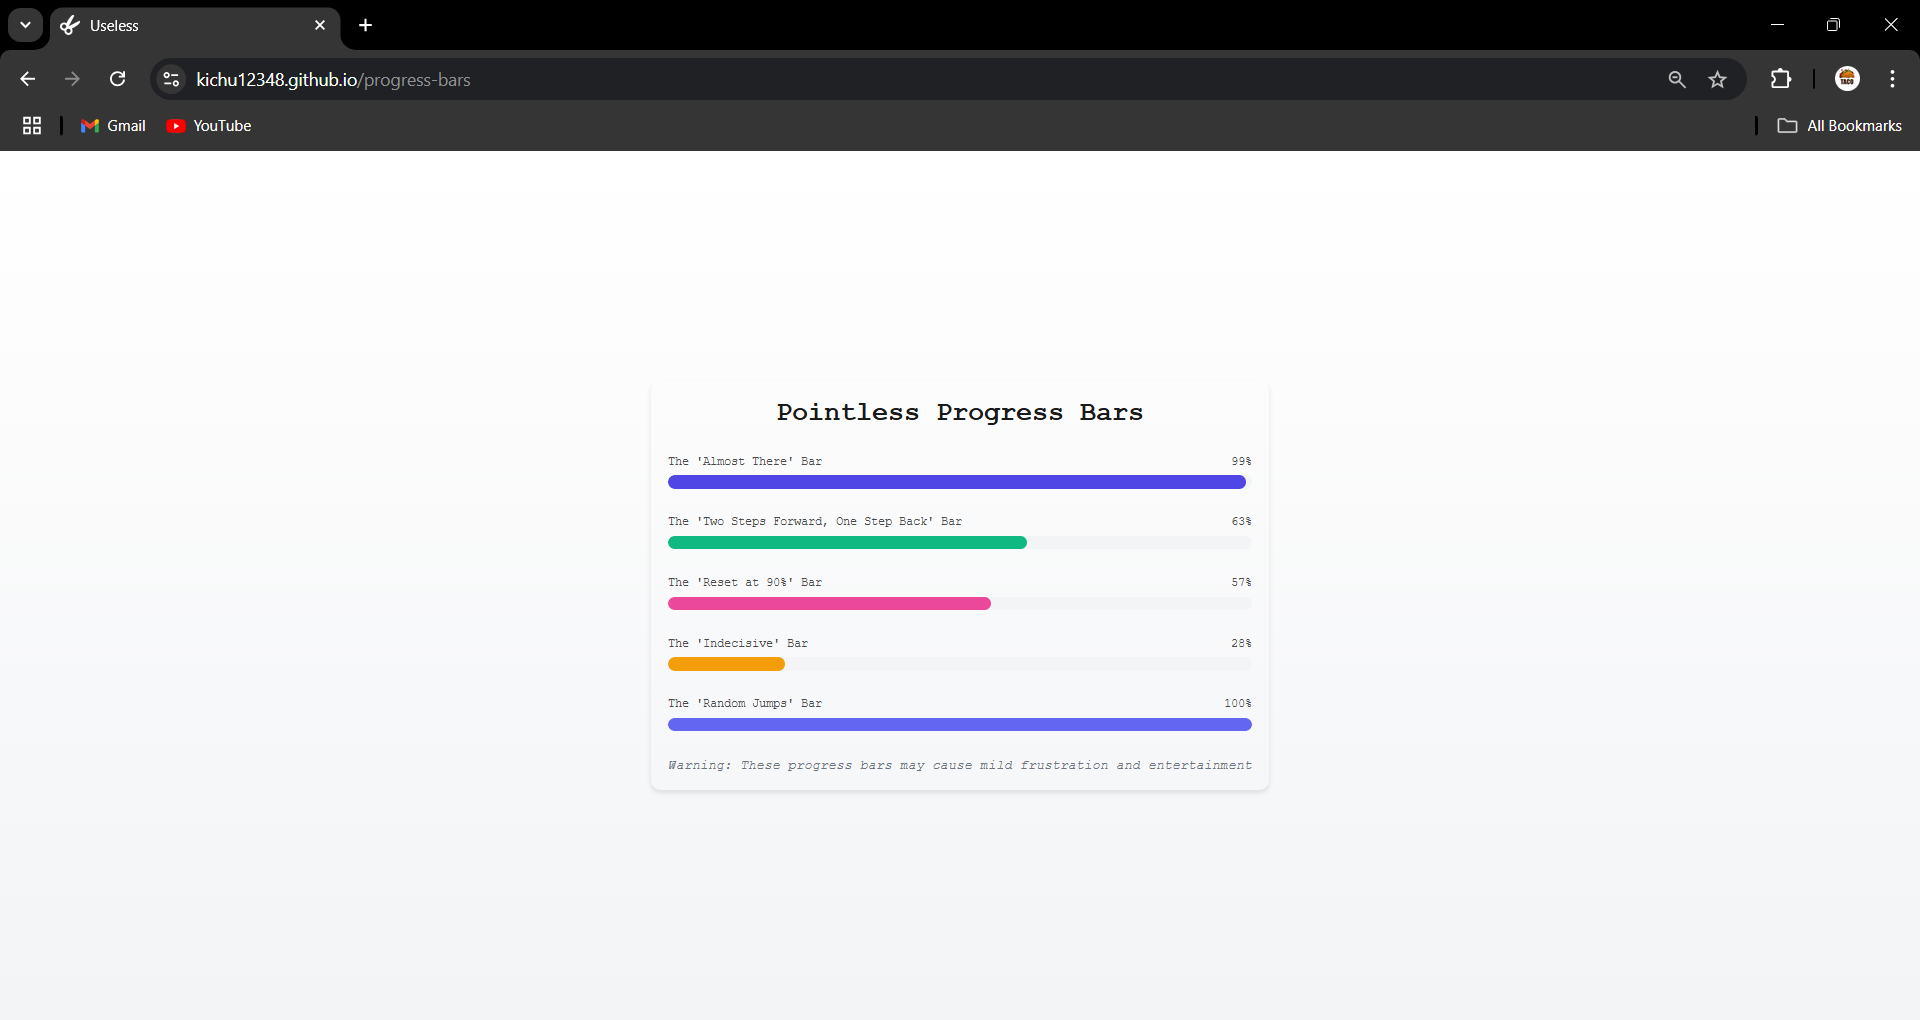 Useless
kichu12348.github.io/progress-bars
Gmail
YouTube
All Bookmarks
TACO
Pointless Progress Bars
The 'Almost There' Bar 99%
The 'Two Steps Forward, One Step Back' Bar 63%
The 'Reset at 90%' Bar 57%
The 'Indecisive' Bar 28%
The 'Random Jumps' Bar 100%
Warning: These progress bars may cause mild frustration and entertainment